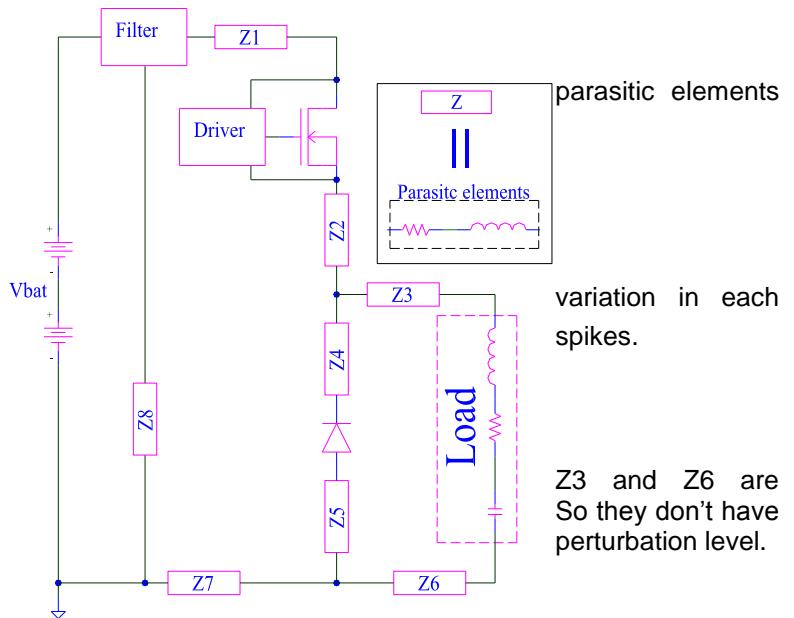 Filter
Z1
parasitic elements
Z
Driver
Parasitc elements
Z2
Z3
variation in each
spikes.
+
-
Vbat
+
-
Z4
Load
Z8
Z5
Z3 and Z6 are
So they don’t have
perturbation level.
Z7
Z6